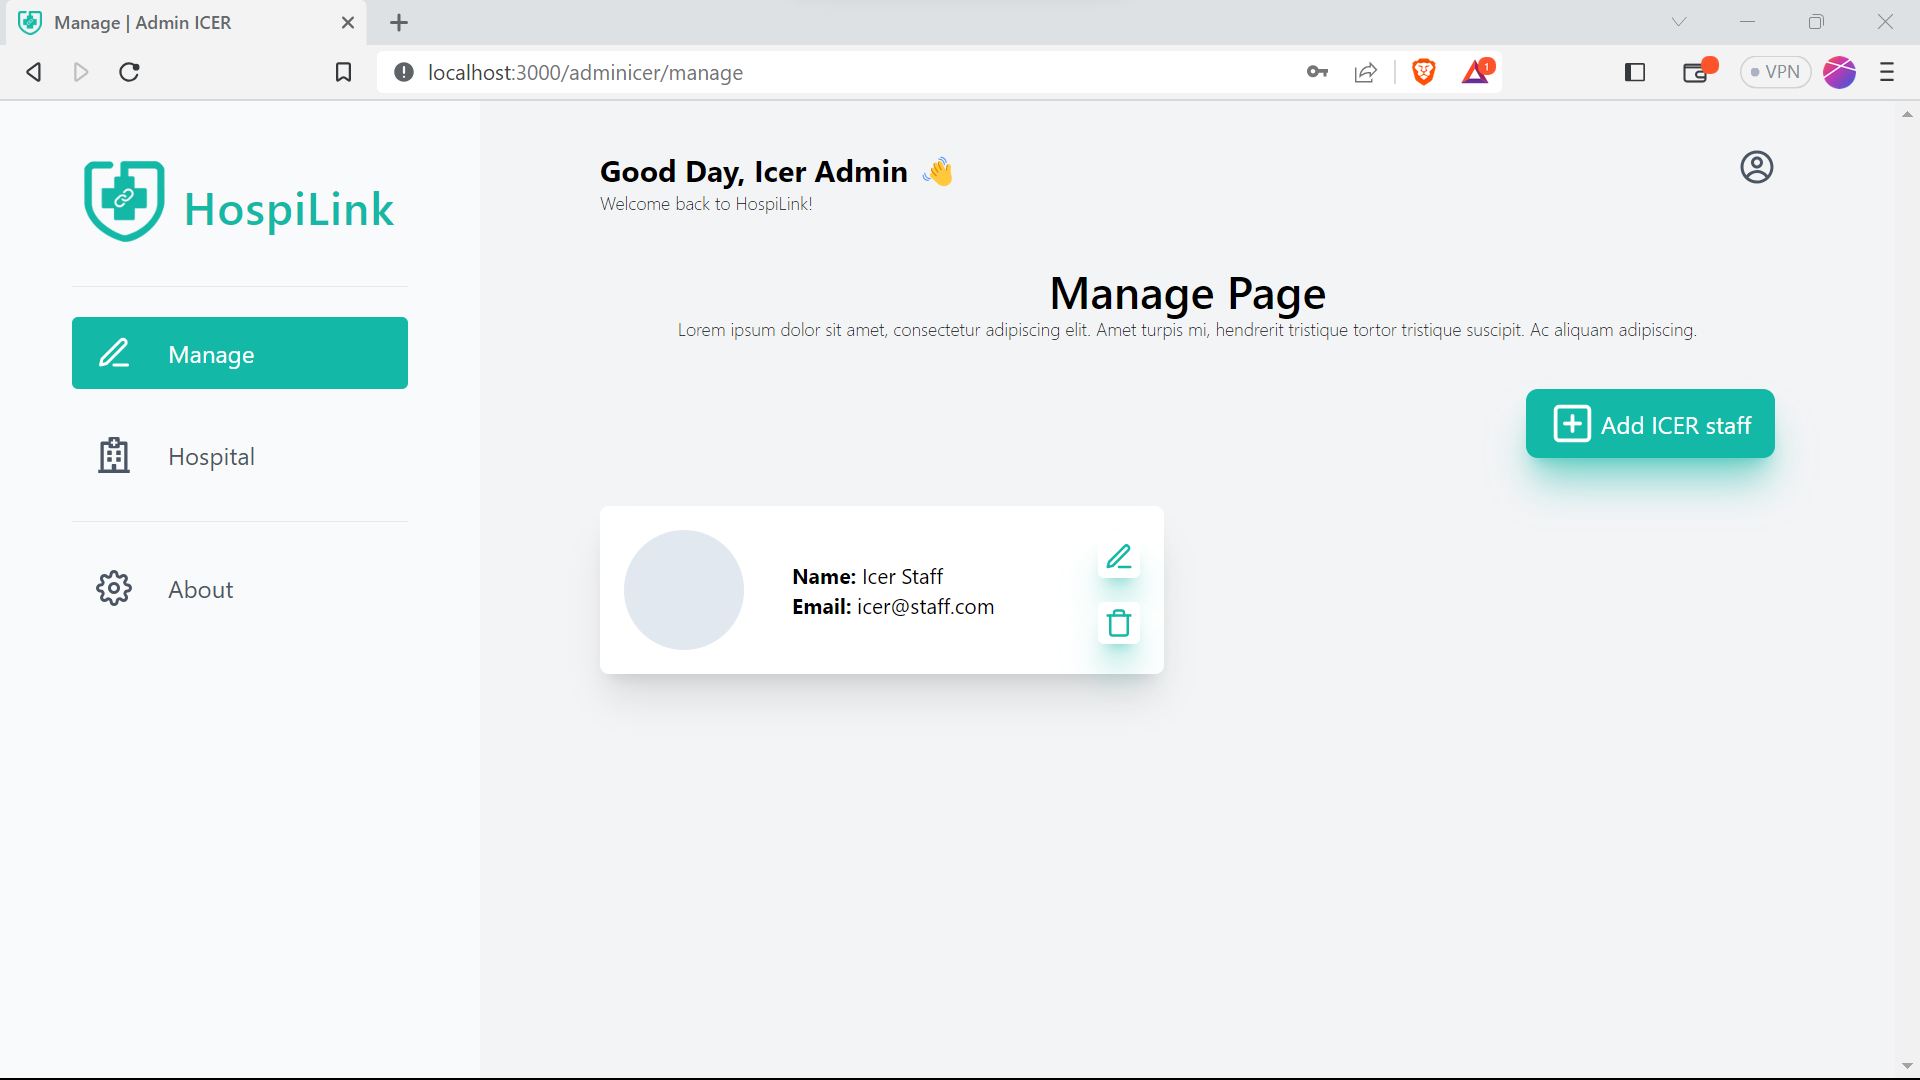 Manage | Admin ICER
localhost:3000/adminicer/manage
1
VPN
HospiLink
Good Day, Icer Admin 👋
Welcome back to HospiLink!
Manage Page
Lorem ipsum dolor sit amet, consectetur adipiscing elit. Amet turpis mi, hendrerit tristique tortor tristique suscipit. Ac aliquam adipiscing.
Manage
Hospital
About
Add ICER staff
Name: Icer Staff
Email: icer@staff.com